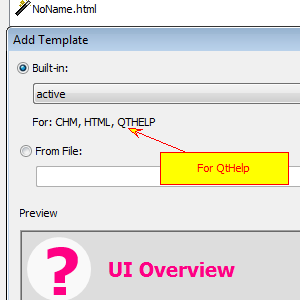 NoName.html
Add Template
Built-in:
active
For: CHM, HTML, QTHELP
From File:
For QtHelp
Preview
? UI Overview